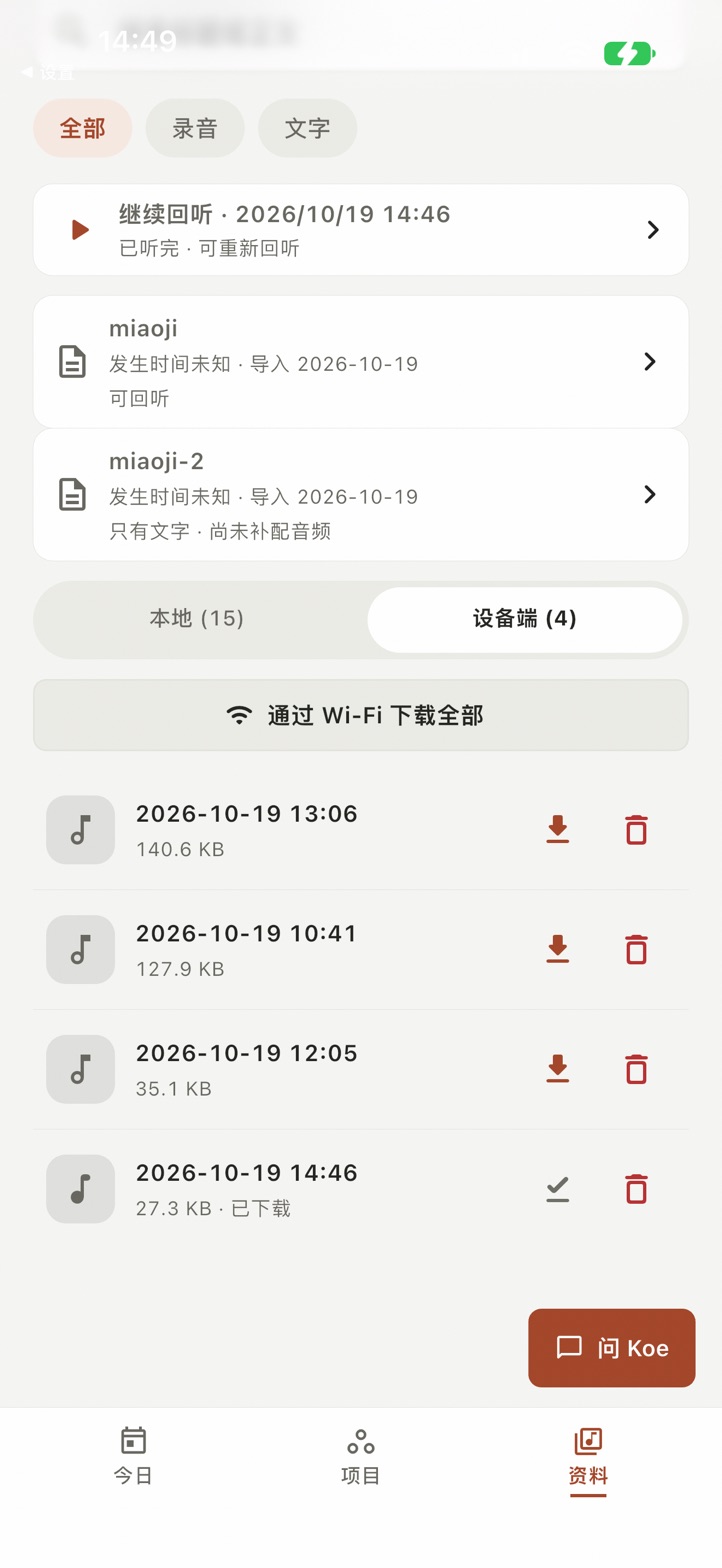 14:49
设置
全部
录音
文字
继续回听 · 2026/10/19 14:46
已听完 · 可重新回听
miaoji
发生时间未知 · 导入 2026-10-19
可回听
miaoji-2
发生时间未知 · 导入 2026-10-19
只有文字 · 尚未补配音频
本地 (15)
设备端 (4)
通过 Wi-Fi 下载全部
2026-10-19 13:06
140.6 KB
2026-10-19 10:41
127.9 KB
2026-10-19 12:05
35.1 KB
2026-10-19 14:46
27.3 KB · 已下载
问 Koe
今日
项目
资料